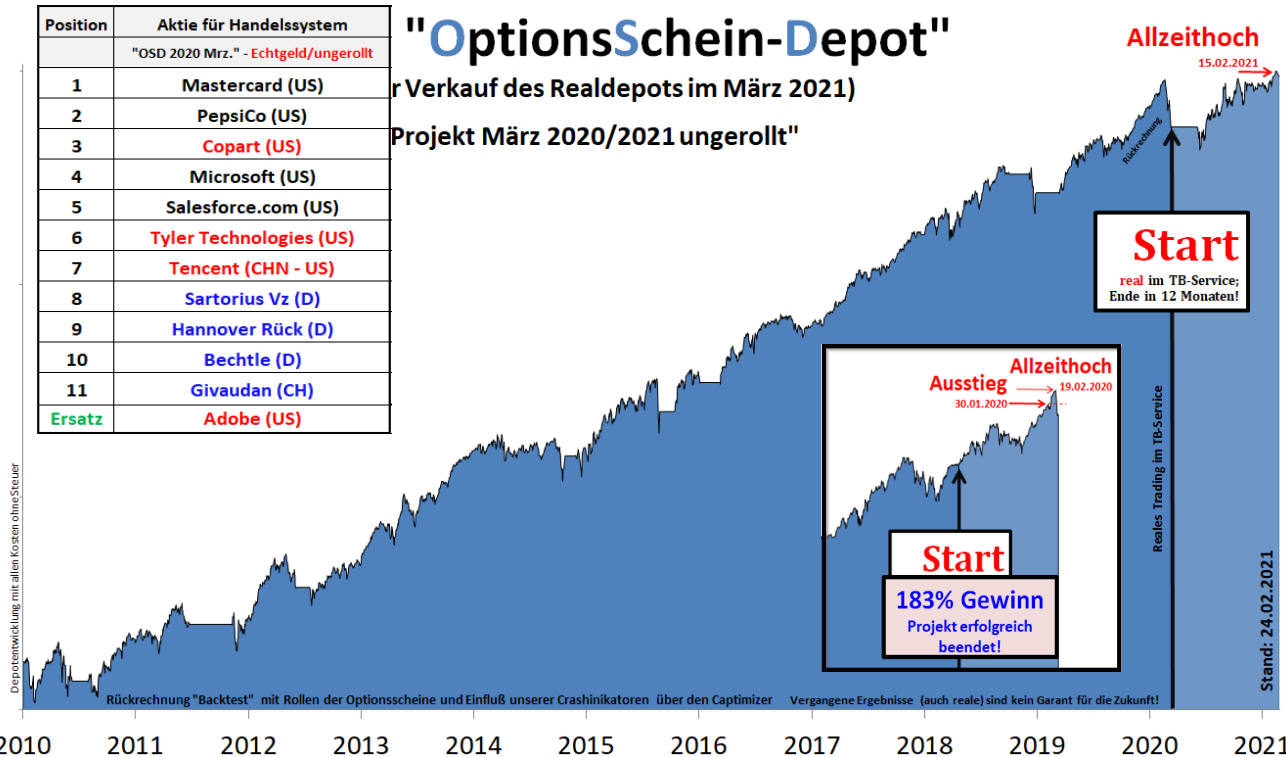 "OptionsSchein-Depot"
r Verkauf des Realdepots im März 2021)
Projekt März 2020/2021 ungerollt"
Position Aktie für Handelssystem
"OSD 2020 Mrz." - Echtgeld/ungerollt
1 Mastercard (US)
2 PepsiCo (US)
3 Copart (US)
4 Microsoft (US)
5 Salesforce.com (US)
6 Tyler Technologies (US)
7 Tencent (CHN - US)
8 Sartorius Vz (D)
9 Hannover Rück (D)
10 Bechtle (D)
11 Givaudan (CH)
Ersatz Adobe (US)
Allzeithoch
15.02.2021
Rückrechnung
Start
real im TB-Service;
Ende in 12 Monaten!
Allzeithoch
19.02.2020
Ausstieg
30.01.2020
Start
183% Gewinn
Projekt erfolgreich
beendet!
Reales Trading im TB-Service
Stand: 24.02.2021
Depotentwicklung mit allen Kosten ohne Steuer
Rückrechnung "Backtest" mit Rollen der Optionsscheine und Einfluß unserer Crashinikatoren über den Captimizer Vergangene Ergebnisse (auch reale) sind kein Garant für die Zukunft!
2010 2011 2012 2013 2014 2015 2016 2017 2018 2019 2020 2021